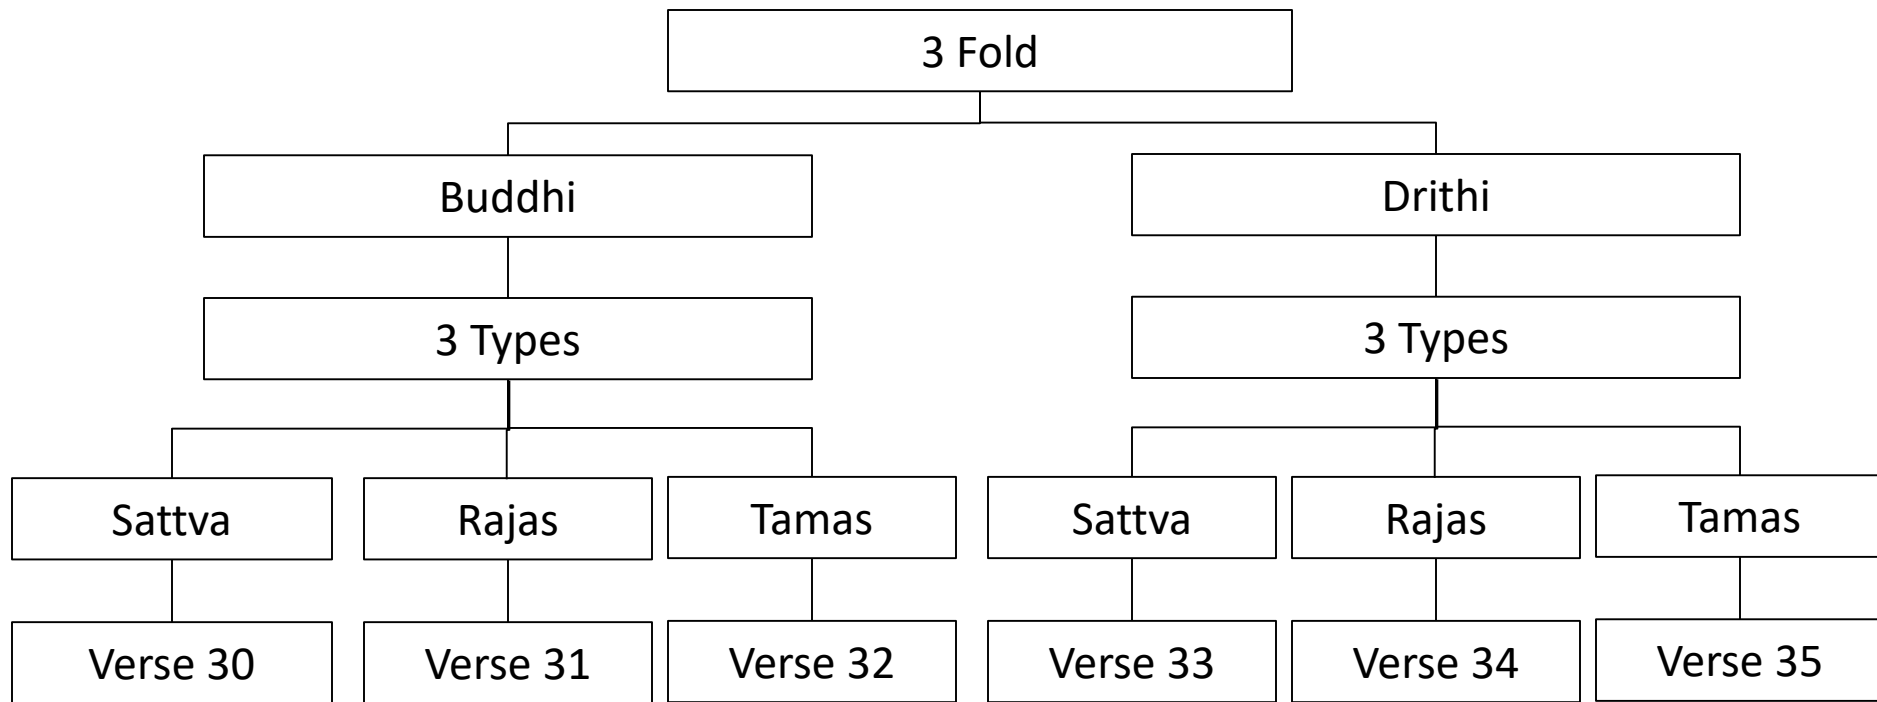 3 Fold
Buddhi
Drithi
3 Types
3 Types
Sattva
Rajas
Tamas
Sattva
Rajas
Tamas
Verse 30
Verse 31
Verse 32
Verse 33
Verse 34
Verse 35